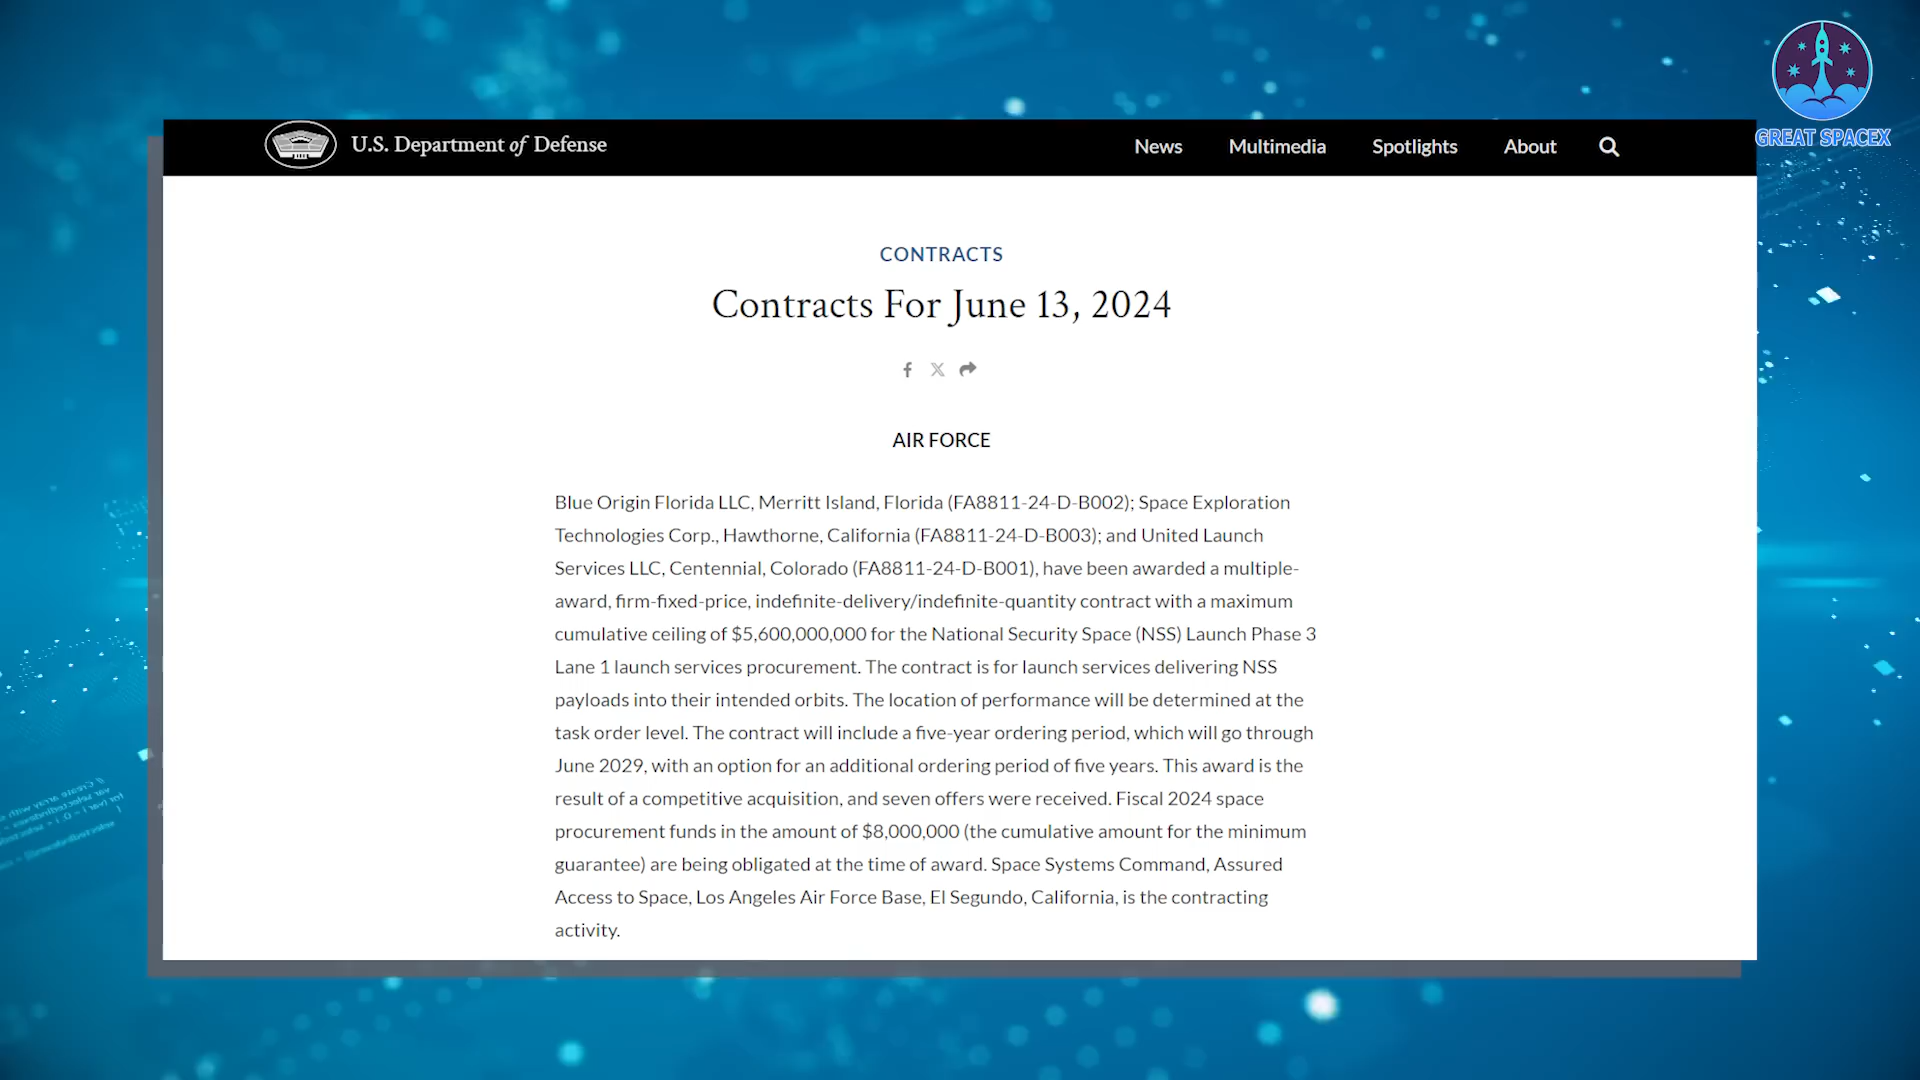 GREAT SPACEX
U.S. Department of Defense
News Multimedia Spotlights About
CONTRACTS
Contracts For June 13, 2024
AIR FORCE
Blue Origin Florida LLC, Merritt Island, Florida (FA8811-24-D-B002); Space Exploration
Technologies Corp., Hawthorne, California (FA8811-24-D-B003); and United Launch
Services LLC, Centennial, Colorado (FA8811-24-D-B001), have been awarded a multiple-
award, firm-fixed-price, indefinite-delivery/indefinite-quantity contract with a maximum
cumulative ceiling of $5,600,000,000 for the National Security Space (NSS) Launch Phase 3
Lane 1 launch services procurement. The contract is for launch services delivering NSS
payloads into their intended orbits. The location of performance will be determined at the
task order level. The contract will include a five-year ordering period, which will go through
June 2029, with an option for an additional ordering period of five years. This award is the
result of a competitive acquisition, and seven offers were received. Fiscal 2024 space
procurement funds in the amount of $8,000,000 (the cumulative amount for the minimum
guarantee) are being obligated at the time of award. Space Systems Command, Assured
Access to Space, Los Angeles Air Force Base, El Segundo, California, is the contracting
activity.